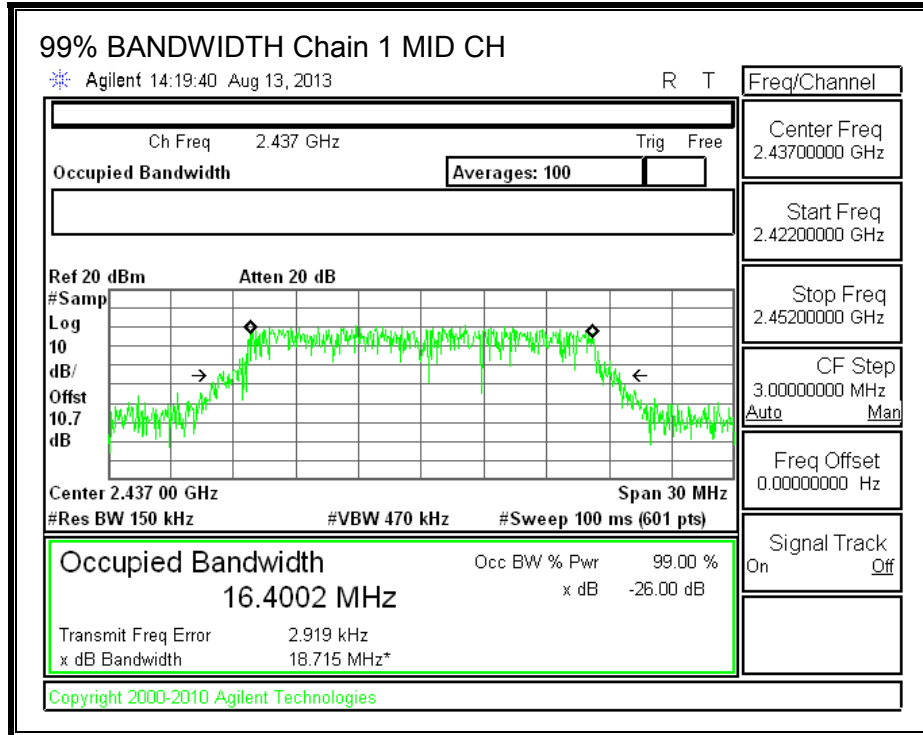 99% BANDWIDTH Chain 1 MID CH
Agilent 14:19:40 Aug 13, 2013 R T
Freq/Channel
Ch Freq 2.437 GHz Trig Free
Occupied Bandwidth Averages: 100
Center Freq
2.43700000 GHz
Start Freq
2.42200000 GHz
Stop Freq
2.45200000 GHz
CF Step
3.00000000 MHz
Auto Man
Freq Offset
0.00000000 Hz
Signal Track
On Off
Ref 20 dBm Atten 20 dB
#Samp
Log
10
dB/
Offst
10.7
dB
Center 2.437 00 GHz Span 30 MHz
#Res BW 150 kHz #VBW 470 kHz #Sweep 100 ms (601 pts)
Occupied Bandwidth Occ BW % Pwr 99.00 %
16.4002 MHz x dB -26.00 dB
Transmit Freq Error 2.919 kHz
x dB Bandwidth 18.715 MHz*
Copyright 2000-2010 Agilent Technologies